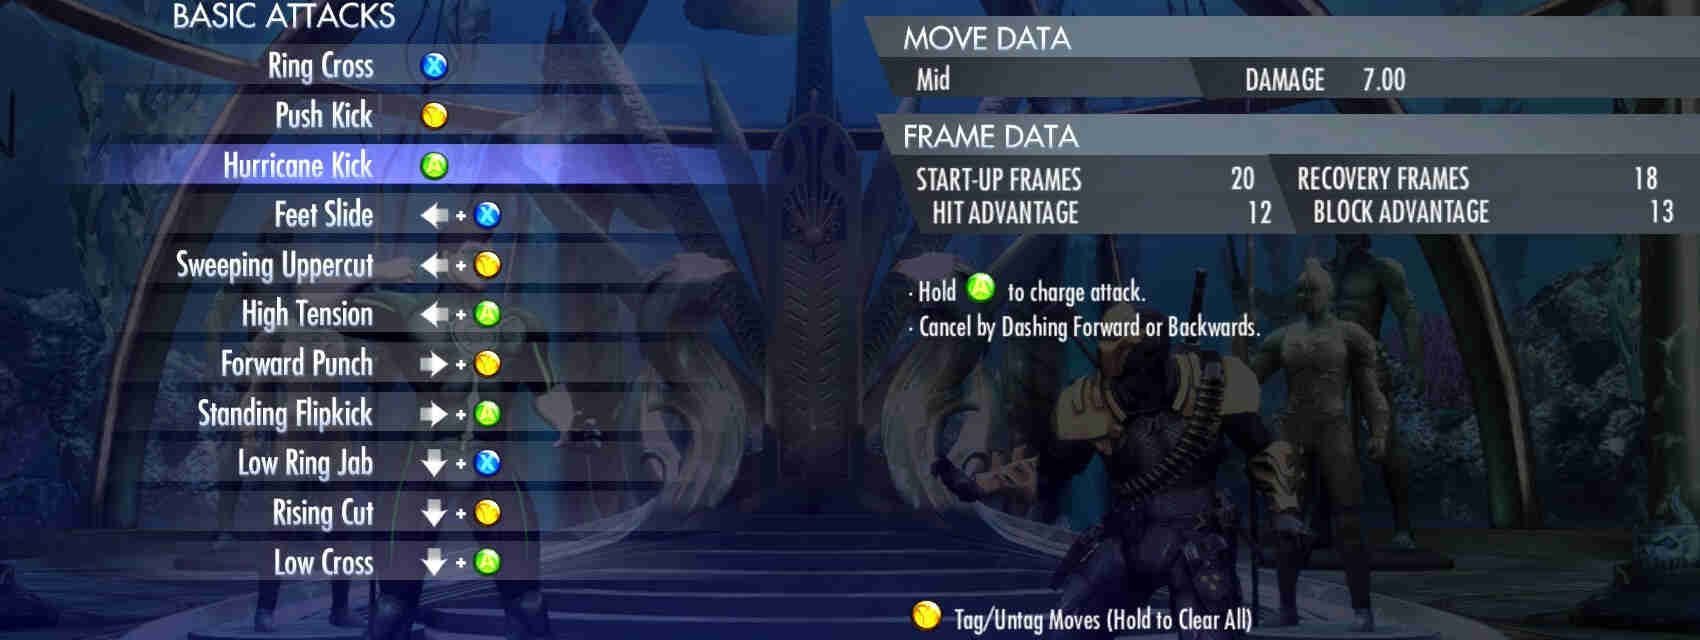 BASIC ATTACKS
Ring Cross X
Push Kick Y
Hurricane Kick A
Feet Slide + X
Sweeping Uppercut + Y
High Tension + A
Forward Punch + Y
Standing Flipkick + A
Low Ring Jab + X
Rising Cut + Y
Low Cross + A
MOVE DATA
Mid DAMAGE 7.00
FRAME DATA
START-UP FRAMES 20 RECOVERY FRAMES 18
HIT ADVANTAGE 12 BLOCK ADVANTAGE 13
· Hold A to charge attack.
· Cancel by Dashing Forward or Backwards.
Y Tag/Untag Moves (Hold to Clear All)